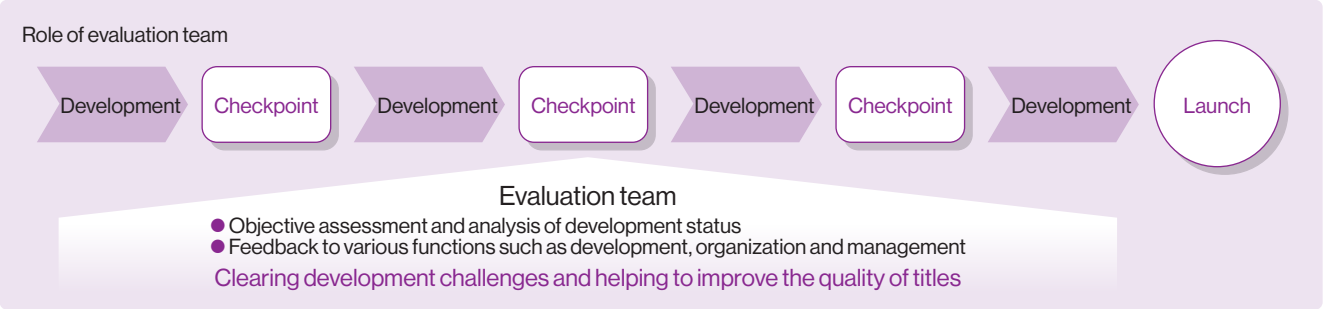 Role of evaluation team
Development
Checkpoint
Development
Checkpoint
Development
Checkpoint
Development
Launch
Evaluation team
● Objective assessment and analysis of development status
● Feedback to various functions such as development, organization and management
Clearing development challenges and helping to improve the quality of titles